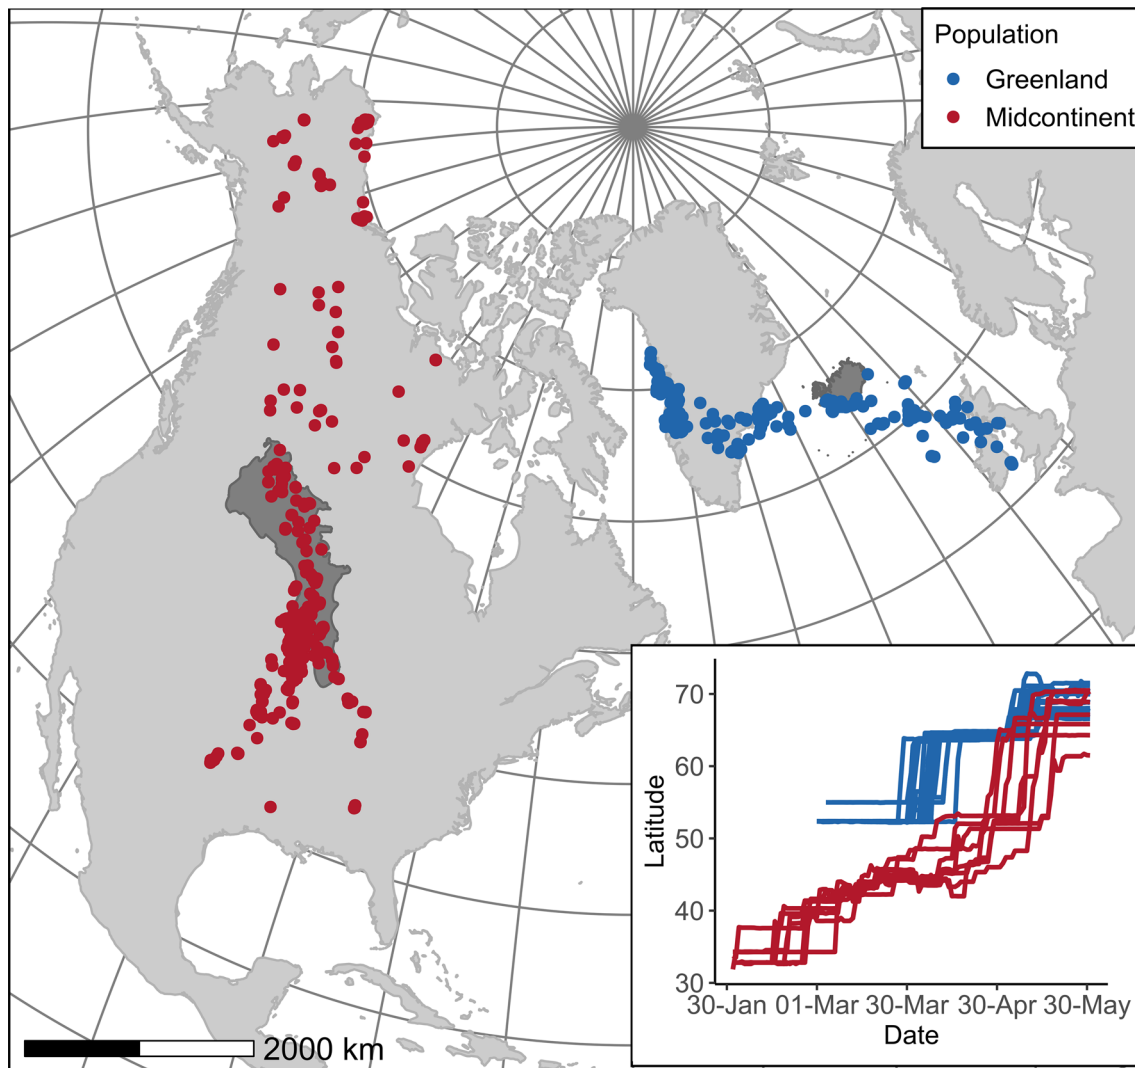 Population
Greenland
Midcontinent
2000 km
Latitude
70
60
50
40
30
30-Jan 01-Mar 30-Mar 30-Apr 30-May
Date